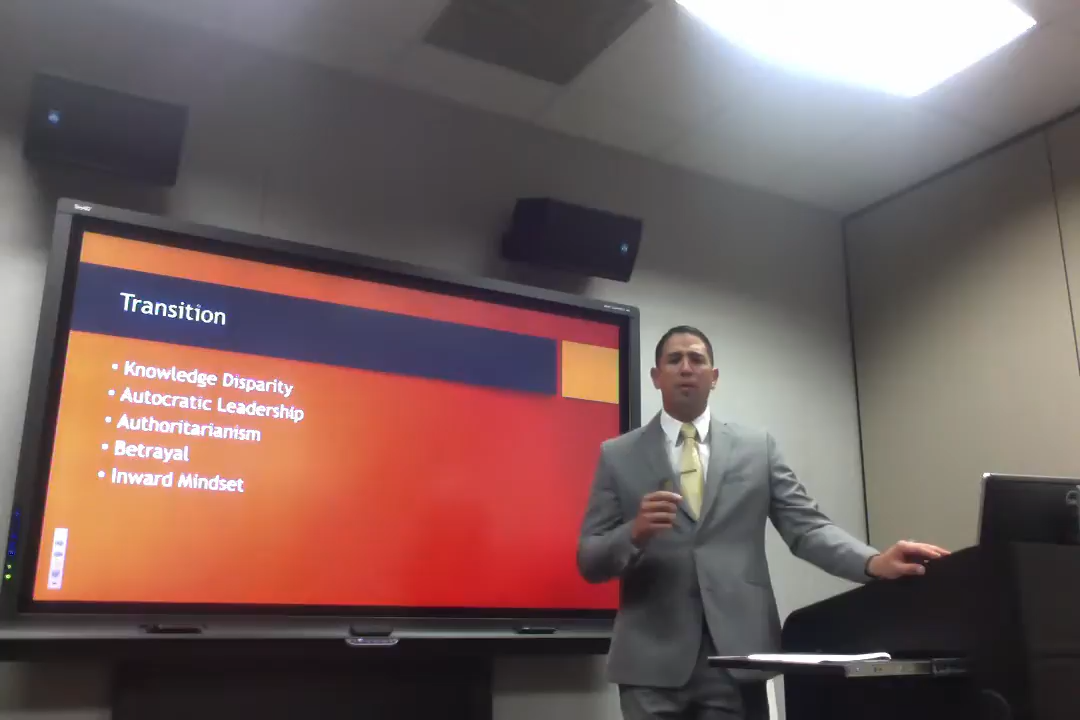 Transition
• Knowledge Disparity
• Autocratic Leadership
• Authoritarianism
• Betrayal
• Inward Mindset